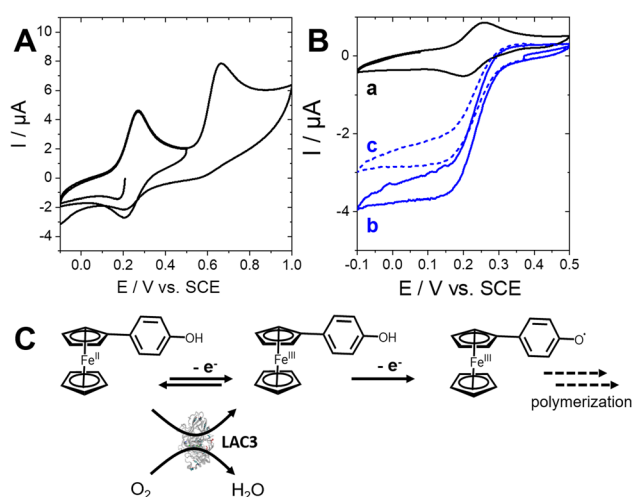 A
I / μA
12
10
8
6
4
2
0
-2
-4
0.0
0.2
0.4
0.6
0.8
1.0
E / V vs. SCE
B
I / μA
0
-2
-4
a
c
b
-0.1
0.0
0.1
0.2
0.3
0.4
0.5
E / V vs. SCE
C
OH
Fe^II
- e^-
OH
Fe^III
- e^-
O•
Fe^III
polymerization
LAC3
O₂
H₂O